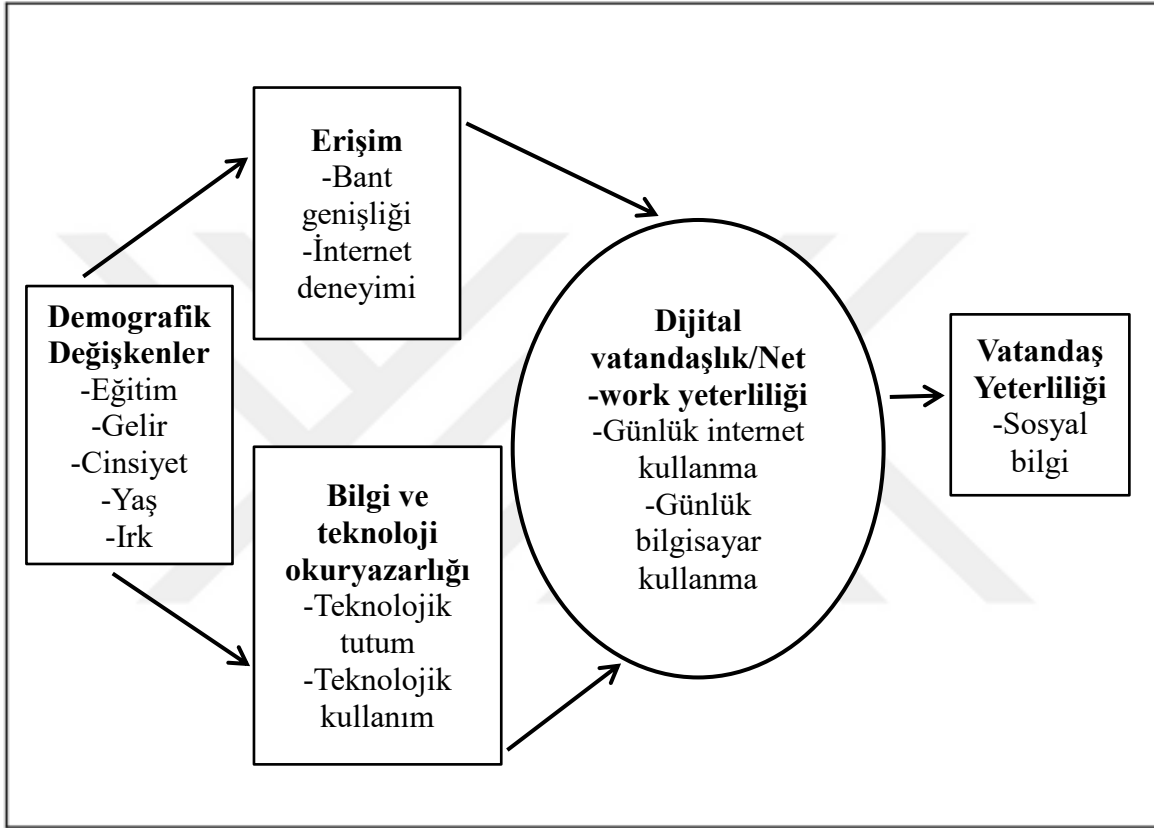 Demografik
Değişkenler
-Eğitim
-Gelir
-Cinsiyet
-Yaş
-Irk
Erişim
-Bant
genişliği
-İnternet
deneyimi
Bilgi ve
teknoloji
okuryazarlığı
-Teknolojik
tutum
-Teknolojik
kullanım
Dijital
vatandaşlık/Net
-work yeterliliği
-Günlük internet
kullanma
-Günlük
bilgisayar
kullanma
Vatandaş
Yeterliliği
-Sosyal
bilgi